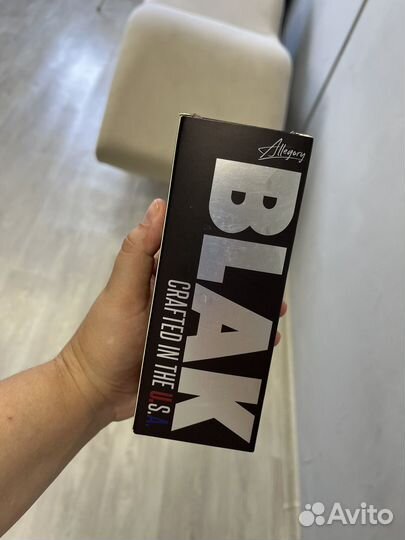 Allegory
BLAK
CRAFTED IN THE U.S.A.
Avito